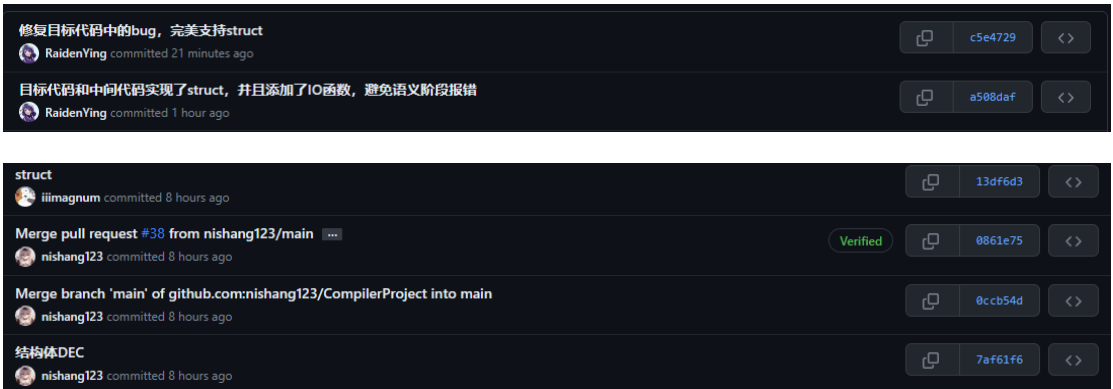 修复目标代码中的bug，完美支持struct
RaidenYing committed 21 minutes ago
c5e4729
目标代码和中间代码实现了struct，并且添加了IO函数，避免语义阶段报错
RaidenYing committed 1 hour ago
a508daf
struct
iiimagnum committed 8 hours ago
13df6d3
Merge pull request #38 from nishang123/main ...
nishang123 committed 8 hours ago
Verified
0861e75
Merge branch 'main' of github.com:nishang123/CompilerProject into main
nishang123 committed 8 hours ago
0ccb54d
结构体DEC
nishang123 committed 8 hours ago
7af61f6